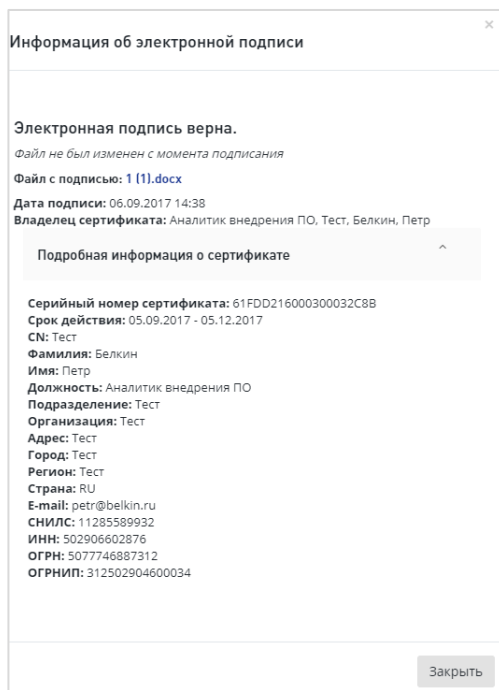 ×
Информация об электронной подписи
Электронная подпись верна.
Файл не был изменен с момента подписания
Файл с подписью: 1 (1).docx
Дата подписи: 06.09.2017 14:38
Владелец сертификата: Аналитик внедрения ПО, Тест, Белкин, Петр
Подробная информация о сертификате
Серийный номер сертификата: 61FDD216000300032C8B
Срок действия: 05.09.2017 - 05.12.2017
CN: Тест
Фамилия: Белкин
Имя: Петр
Должность: Аналитик внедрения ПО
Подразделение: Тест
Организация: Тест
Адрес: Тест
Город: Тест
Регион: Тест
Страна: RU
E-mail: petr@belkin.ru
СНИЛС: 11285589932
ИНН: 502906602876
ОГРН: 5077746887312
ОГРНИП: 312502904600034
Закрыть